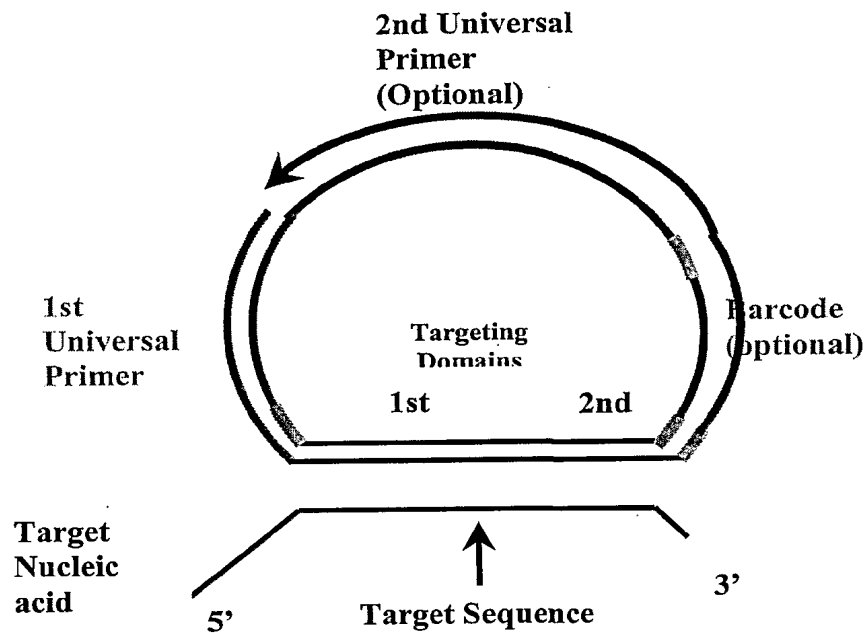 2nd Universal
Primer
(Optional)
1st
Universal
Primer
Targeting
Domains
Barcode
(optional)
1st
2nd
Target
Nucleic
acid
5’
Target Sequence
3’